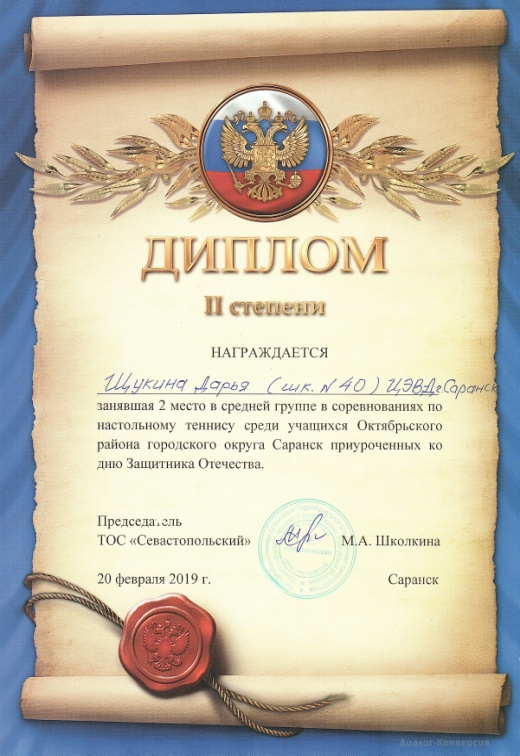 ДИПЛОМ
II степени
НАГРАЖДАЕТСЯ
Щукина Дарья (шк. N 40) ЦЭВД г. Саранск
занявшая 2 место в средней группе в соревнованиях по
настольному теннису среди учащихся Октябрьского
района городского округа Саранск приуроченных ко
дню Защитника Отечества.
Председатель
ТОС «Севастопольский» М.А. Школкина
20 февраля 2019 г. Саранск
Диалог-Конверсия